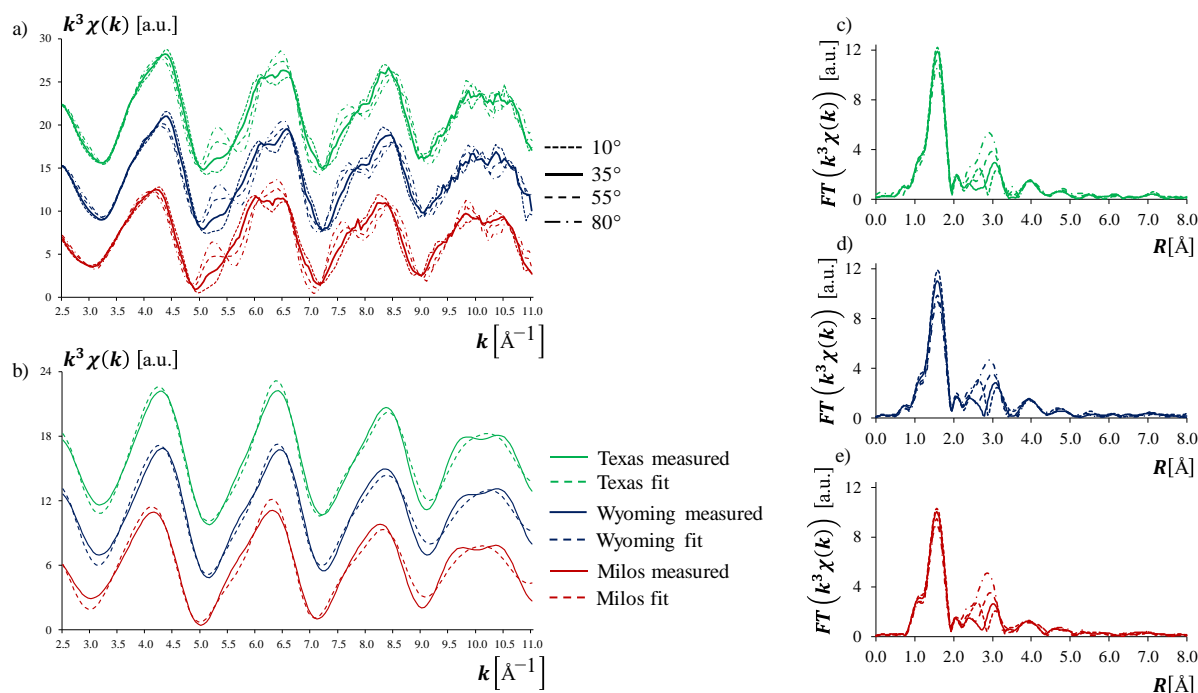 a)
k³χ(k) [a.u.]
30
25
20
15
10
5
0
2.5 3.0 3.5 4.0 4.5 5.0 5.5 6.0 6.5 7.0 7.5 8.0 8.5 9.0 9.5 10.0 10.5 11.0
k[Å⁻¹]
10°
35°
55°
80°
b)
k³χ(k) [a.u.]
24
18
12
6
0
2.5 3.0 3.5 4.0 4.5 5.0 5.5 6.0 6.5 7.0 7.5 8.0 8.5 9.0 9.5 10.0 10.5 11.0
k[Å⁻¹]
Texas measured
Texas fit
Wyoming measured
Wyoming fit
Milos measured
Milos fit
c)
FT (k³χ(k)) [a.u.]
12
8
4
0
0.0 1.0 2.0 3.0 4.0 5.0 6.0 7.0 8.0
R[Å]
d)
FT (k³χ(k)) [a.u.]
12
8
4
0
0.0 1.0 2.0 3.0 4.0 5.0 6.0 7.0 8.0
R[Å]
e)
FT (k³χ(k)) [a.u.]
12
8
4
0
0.0 1.0 2.0 3.0 4.0 5.0 6.0 7.0 8.0
R[Å]